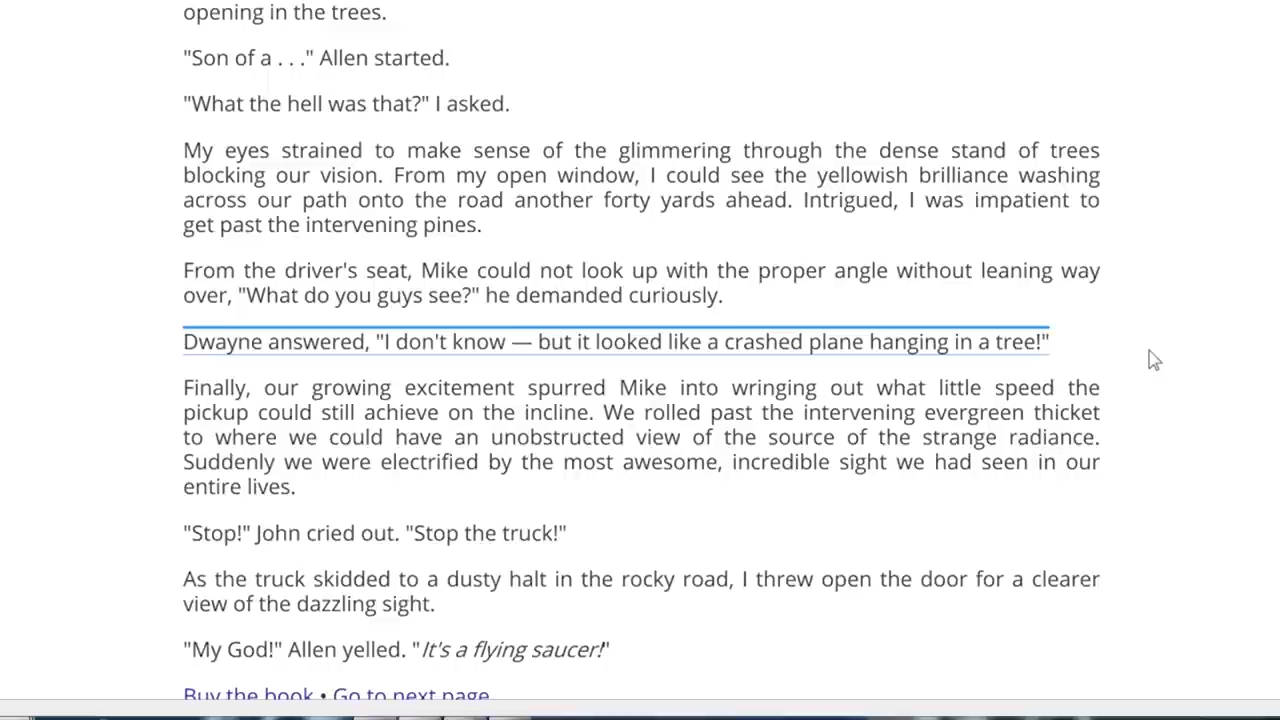 opening in the trees.
"Son of a . . ." Allen started.
"What the hell was that?" I asked.
My eyes strained to make sense of the glimmering through the dense stand of trees
blocking our vision. From my open window, I could see the yellowish brilliance washing
across our path onto the road another forty yards ahead. Intrigued, I was impatient to
get past the intervening pines.
From the driver's seat, Mike could not look up with the proper angle without leaning way
over, "What do you guys see?" he demanded curiously.
Dwayne answered, "I don't know — but it looked like a crashed plane hanging in a tree!"
Finally, our growing excitement spurred Mike into wringing out what little speed the
pickup could still achieve on the incline. We rolled past the intervening evergreen thicket
to where we could have an unobstructed view of the source of the strange radiance.
Suddenly we were electrified by the most awesome, incredible sight we had seen in our
entire lives.
"Stop!" John cried out. "Stop the truck!"
As the truck skidded to a dusty halt in the rocky road, I threw open the door for a clearer
view of the dazzling sight.
"My God!" Allen yelled. "It's a flying saucer!"
Buy the book • Go to next page